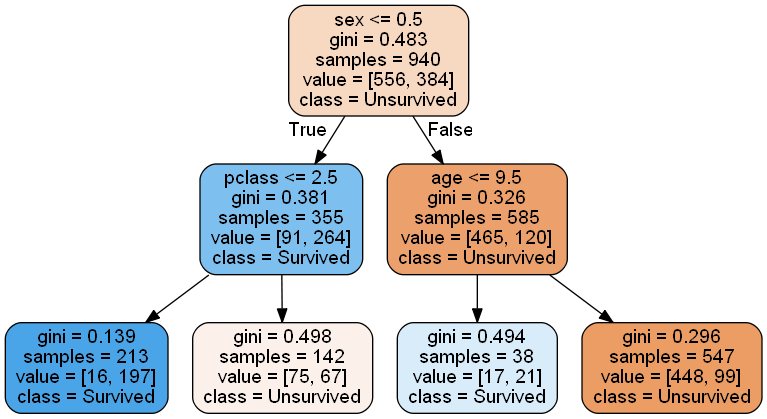 sex <= 0.5
gini = 0.483
samples = 940
value = [556, 384]
class = Unsurvived
True
False
pclass <= 2.5
gini = 0.381
samples = 355
value = [91, 264]
class = Survived
age <= 9.5
gini = 0.326
samples = 585
value = [465, 120]
class = Unsurvived
gini = 0.139
samples = 213
value = [16, 197]
class = Survived
gini = 0.498
samples = 142
value = [75, 67]
class = Unsurvived
gini = 0.494
samples = 38
value = [17, 21]
class = Survived
gini = 0.296
samples = 547
value = [448, 99]
class = Unsurvived